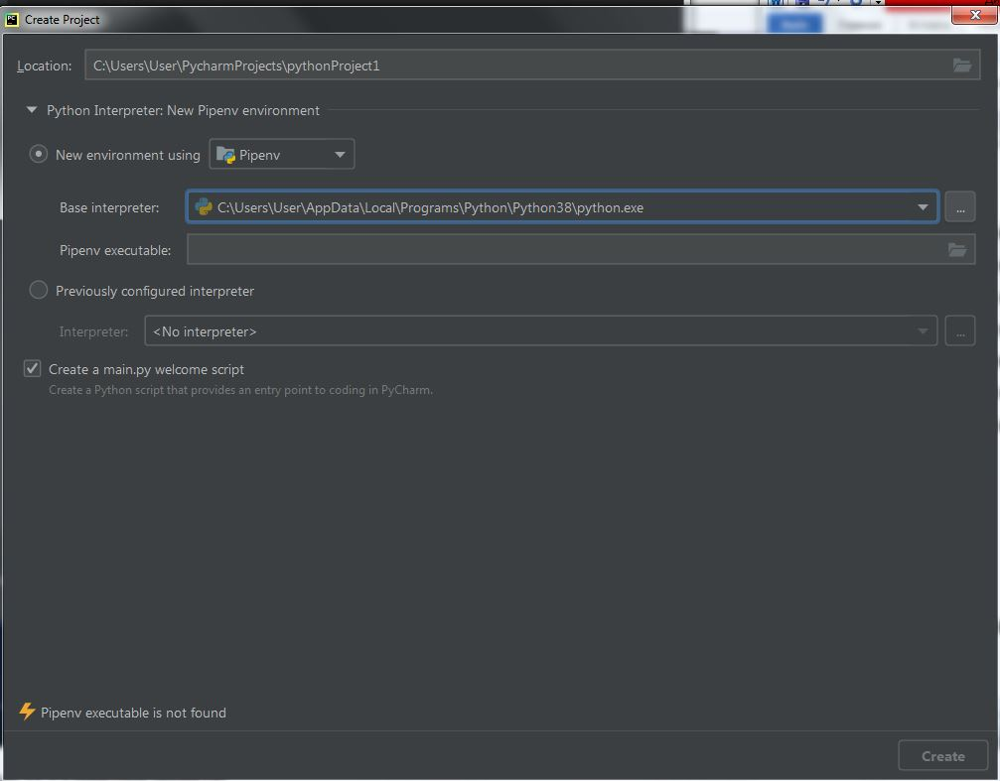 Create Project
Location: C:\Users\User\PycharmProjects\pythonProject1
Python Interpreter: New Pipenv environment
New environment using Pipenv
Base interpreter: C:\Users\User\AppData\Local\Programs\Python\Python38\python.exe ...
Pipenv executable:
Previously configured interpreter
Interpreter: <No interpreter> ...
Create a main.py welcome script
Create a Python script that provides an entry point to coding in PyCharm.
Pipenv executable is not found
Create